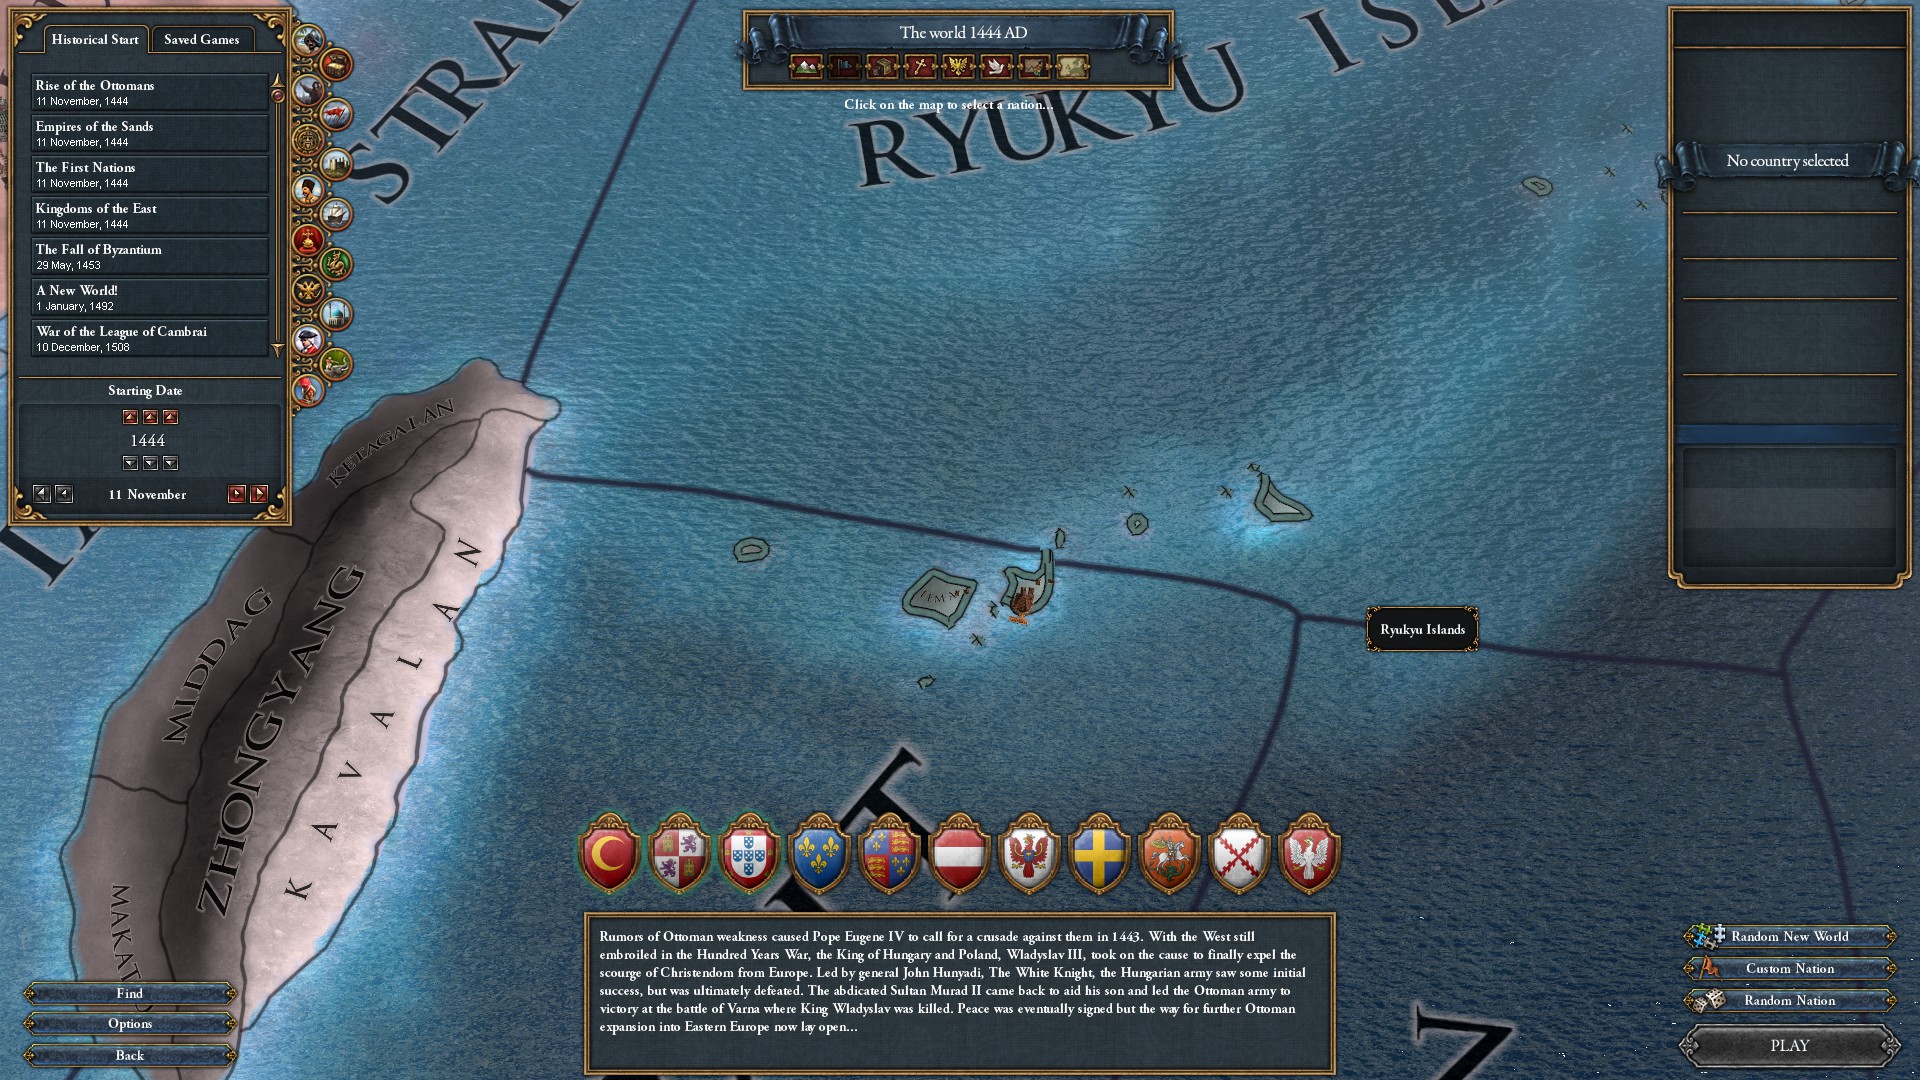 Historical Start
Saved Games
Rise of the Ottomans
11 November, 1444
Empires of the Sands
11 November, 1444
The First Nations
11 November, 1444
Kingdoms of the East
11 November, 1444
The Fall of Byzantium
29 May, 1453
A New World!
1 January, 1492
War of the League of Cambrai
10 December, 1508
Starting Date
1444
11 November
The world 1444 AD
Click on the map to select a nation...
RYUKYU ISL
STRAI
No country selected
KETAGALAN
MIDDAG
ZHONGYANG
KAVALAN
MAKAT
Ryukyu Islands
Rumors of Ottoman weakness caused Pope Eugene IV to call for a crusade against them in 1443. With the West still
embroiled in the Hundred Years War, the King of Hungary and Poland, Wladyslav III, took on the cause to finally expel the
scourge of Christendom from Europe. Led by general John Hunyadi, The White Knight, the Hungarian army saw some initial
success, but was ultimately defeated. The abdicated Sultan Murad II came back to aid his son and led the Ottoman army to
victory at the battle of Varna where King Wladyslav was killed. Peace was eventually signed but the way for further Ottoman
expansion into Eastern Europe now lay open...
Find
Options
Back
Random New World
Custom Nation
Random Nation
PLAY